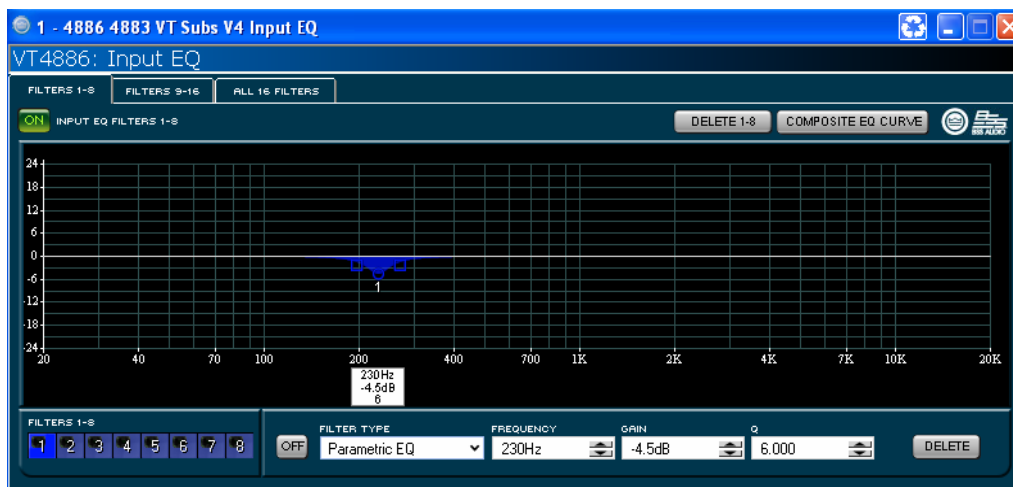 1 - 4886 4883 VT Subs V4 Input EQ
VT4886: Input EQ
FILTERS 1-8 FILTERS 9-16 ALL 16 FILTERS
ON INPUT EQ FILTERS 1-8 DELETE 1-8 COMPOSITE EQ CURVE BSS AUDIO
24
18
12
6
0
-6
1
-12
-18
-24
20 40 70 100 200 400 700 1K 2K 4K 7K 10K 20K
230Hz
-4.5dB
6
FILTERS 1-8
1 2 3 4 5 6 7 8
FILTER TYPE FREQUENCY GAIN Q
OFF Parametric EQ 230Hz -4.5dB 6.000 DELETE